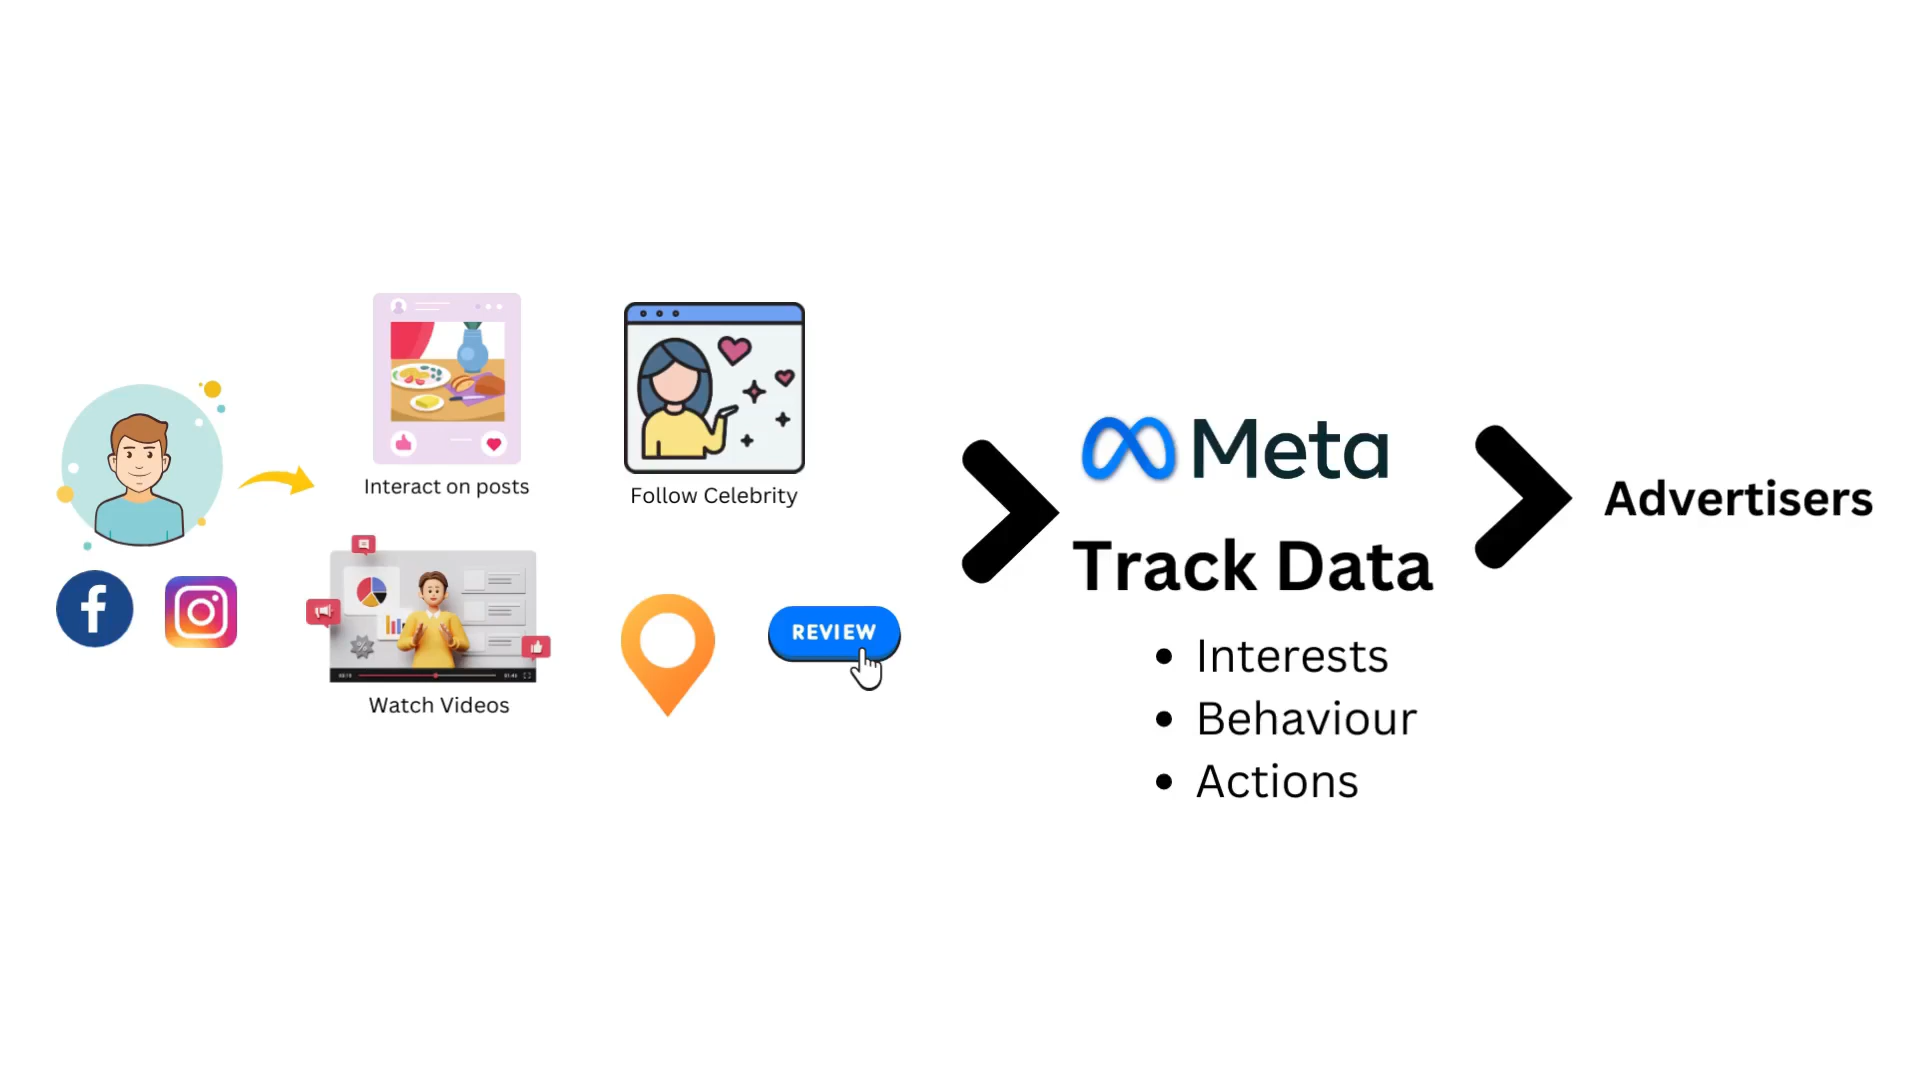 Interact on posts
Follow Celebrity
Watch Videos
REVIEW
Meta
Track Data
• Interests
• Behaviour
• Actions
Advertisers